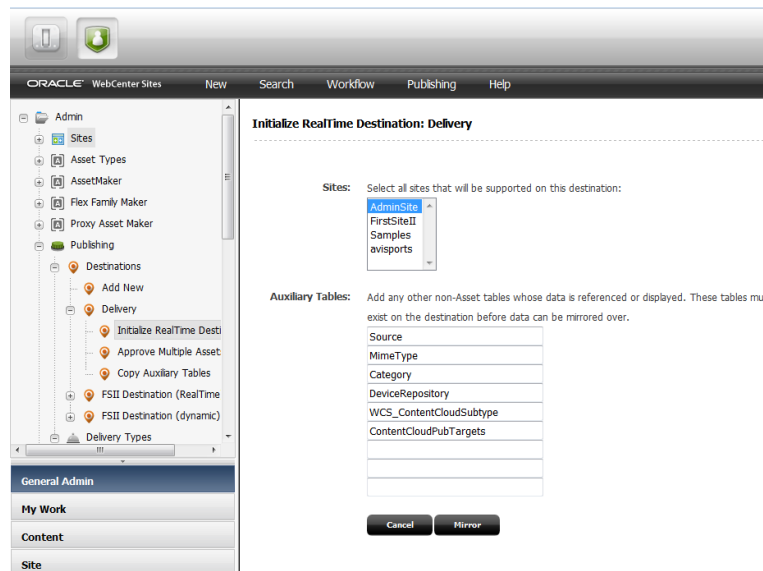 ORACLE WebCenter Sites New Search Workflow Publishing Help
Admin
Sites
Asset Types
AssetMaker
Flex Family Maker
Proxy Asset Maker
Publishing
Destinations
Add New
Delivery
Initialize RealTime Desti
Approve Multiple Asset
Copy Auxiliary Tables
FSII Destination (RealTime
FSII Destination (dynamic)
Delivery Types
General Admin
My Work
Content
Site
Initialize RealTime Destination: Delivery
Sites: Select all sites that will be supported on this destination:
AdminSite
FirstSiteII
Samples
avisports
Auxiliary Tables: Add any other non-Asset tables whose data is referenced or displayed. These tables mu
exist on the destination before data can be mirrored over.
Source
MimeType
Category
DeviceRepository
WCS_ContentCloudSubtype
ContentCloudPubTargets
Cancel Mirror